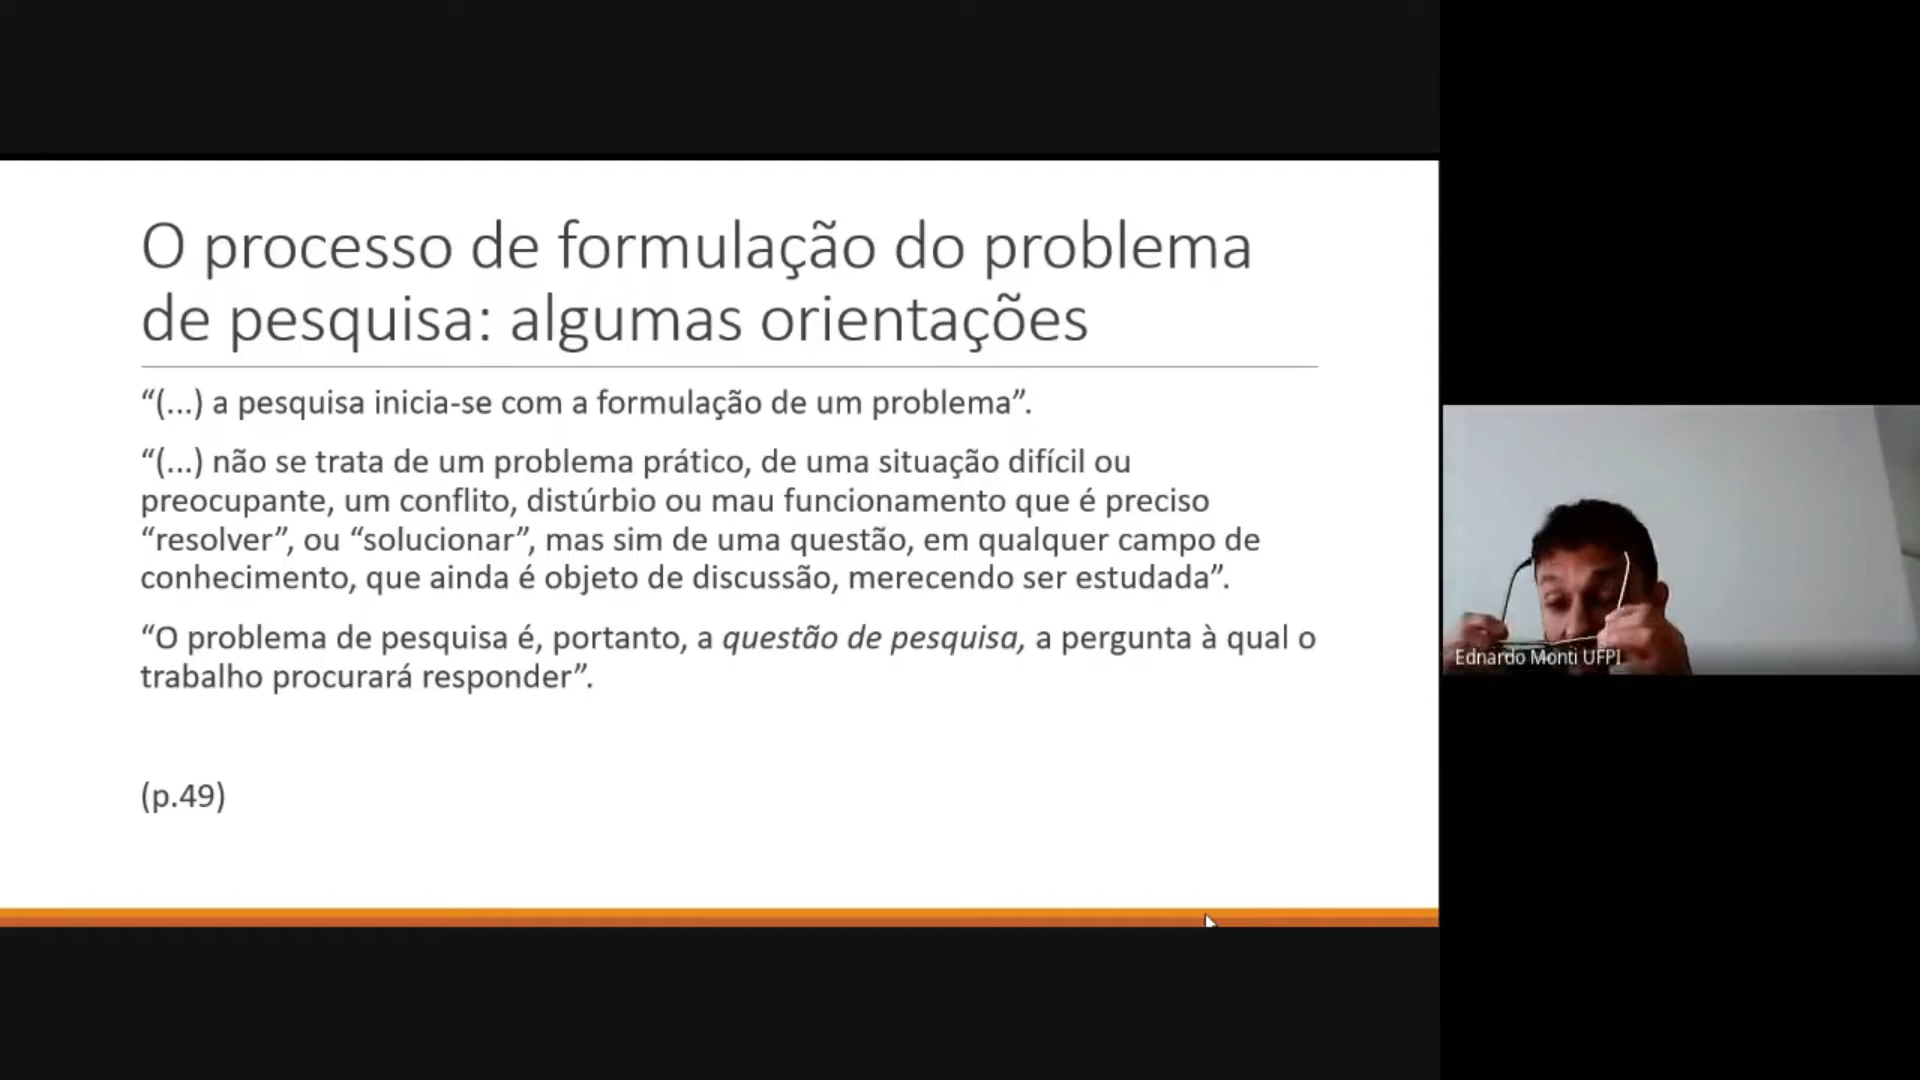 O processo de formulação do problema
de pesquisa: algumas orientações
“(...) a pesquisa inicia-se com a formulação de um problema”.
“(...) não se trata de um problema prático, de uma situação difícil ou
preocupante, um conflito, distúrbio ou mau funcionamento que é preciso
“resolver”, ou “solucionar”, mas sim de uma questão, em qualquer campo de
conhecimento, que ainda é objeto de discussão, merecendo ser estudada”.
“O problema de pesquisa é, portanto, a questão de pesquisa, a pergunta à qual o
trabalho procurará responder”.
(p.49)
Ednardo Monti UFPI